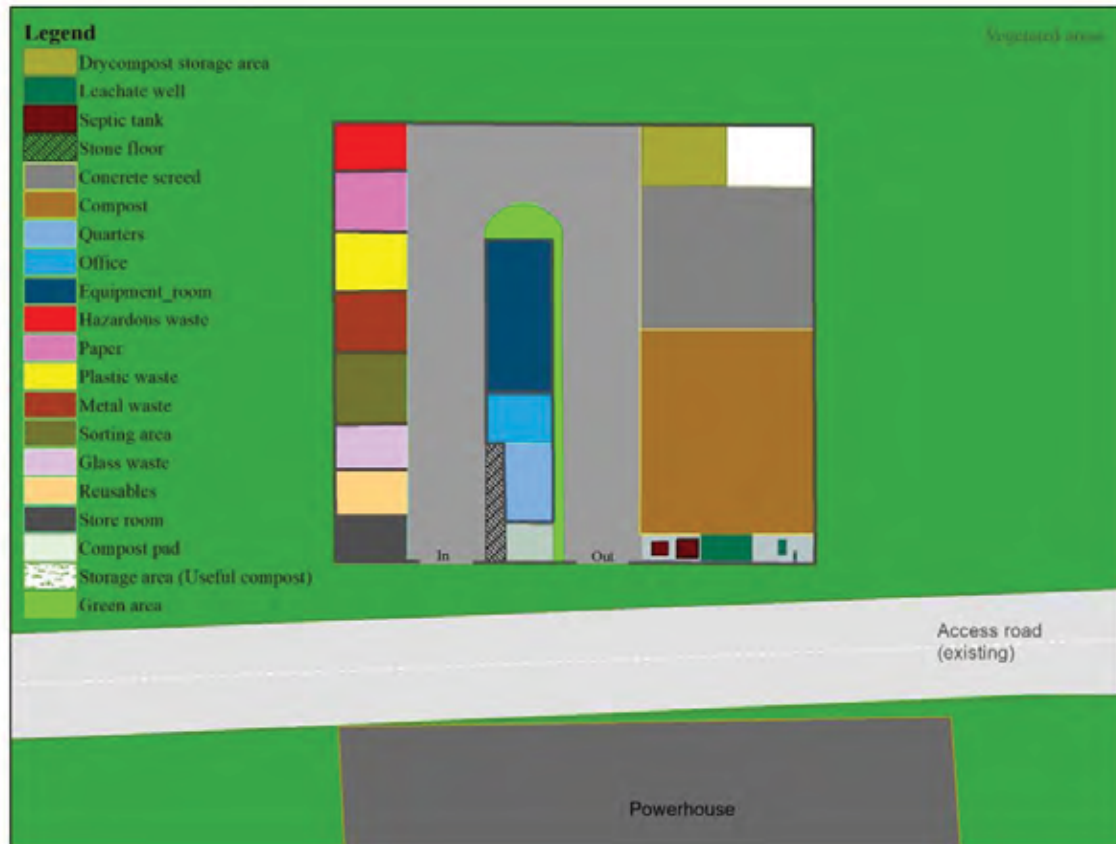 Legend
Vegetated areas
Drycompost storage area
Leachate well
Septic tank
Stone floor
Concrete screed
Compost
Quarters
Office
Equipment_room
Hazardous waste
Paper
Plastic waste
Metal waste
Sorting area
Glass waste
Reusables
Store room
Compost pad
Storage area (Useful compost)
Green area
In
Out
Access road
(existing)
Powerhouse